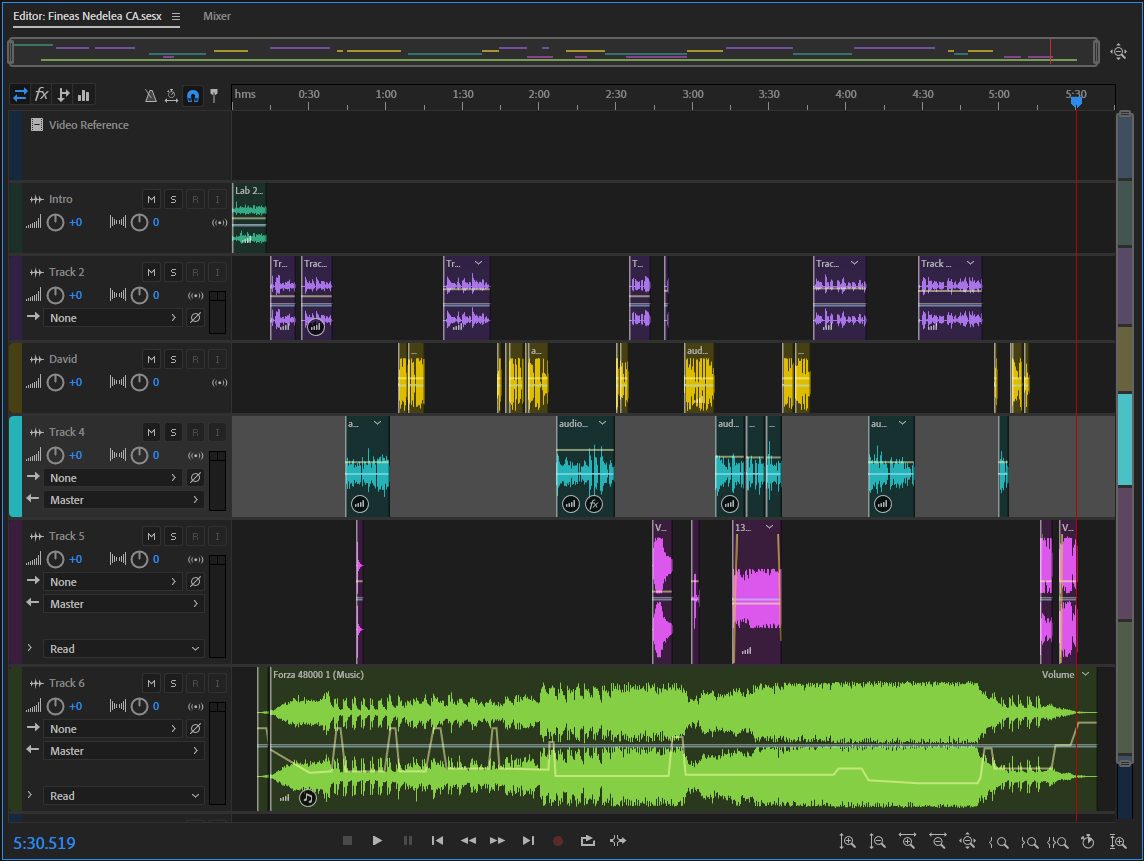 Editor: Fineas Nedelea CA.sesx Mixer
fx
hms 0:30 1:00 1:30 2:00 2:30 3:00 3:30 4:00 4:30 5:00 5:30
Video Reference
Intro M S R I
+0 0
Lab 2...
Track 2 M S R I
+0 0
None
Tr... Trac... Tr... T... Trac... Track ...
David M S R I
+0 0
... a... aud... ...
Track 4 M S R I
+0 0
None
Master
a... audio... aud... ... ... au...
fx
Track 5 M S R I
+0 0
None
Master
Read
V... 13... V...
Track 6 M S R I
+0 0
None
Master
Read
Forza 48000 1 (Music) Volume
5:30.519